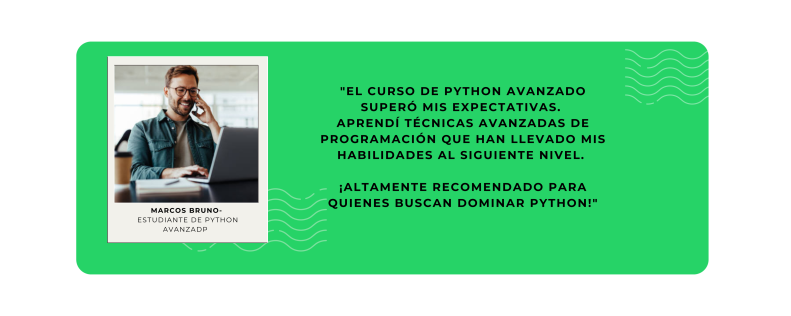 "EL CURSO DE PYTHON AVANZADO
SUPERÓ MIS EXPECTATIVAS.
APRENDÍ TÉCNICAS AVANZADAS DE
PROGRAMACIÓN QUE HAN LLEVADO MIS
HABILIDADES AL SIGUIENTE NIVEL.
¡ALTAMENTE RECOMENDADO PARA
QUIENES BUSCAN DOMINAR PYTHON!"
MARCOS BRUNO-
ESTUDIANTE DE PYTHON
AVANZADP